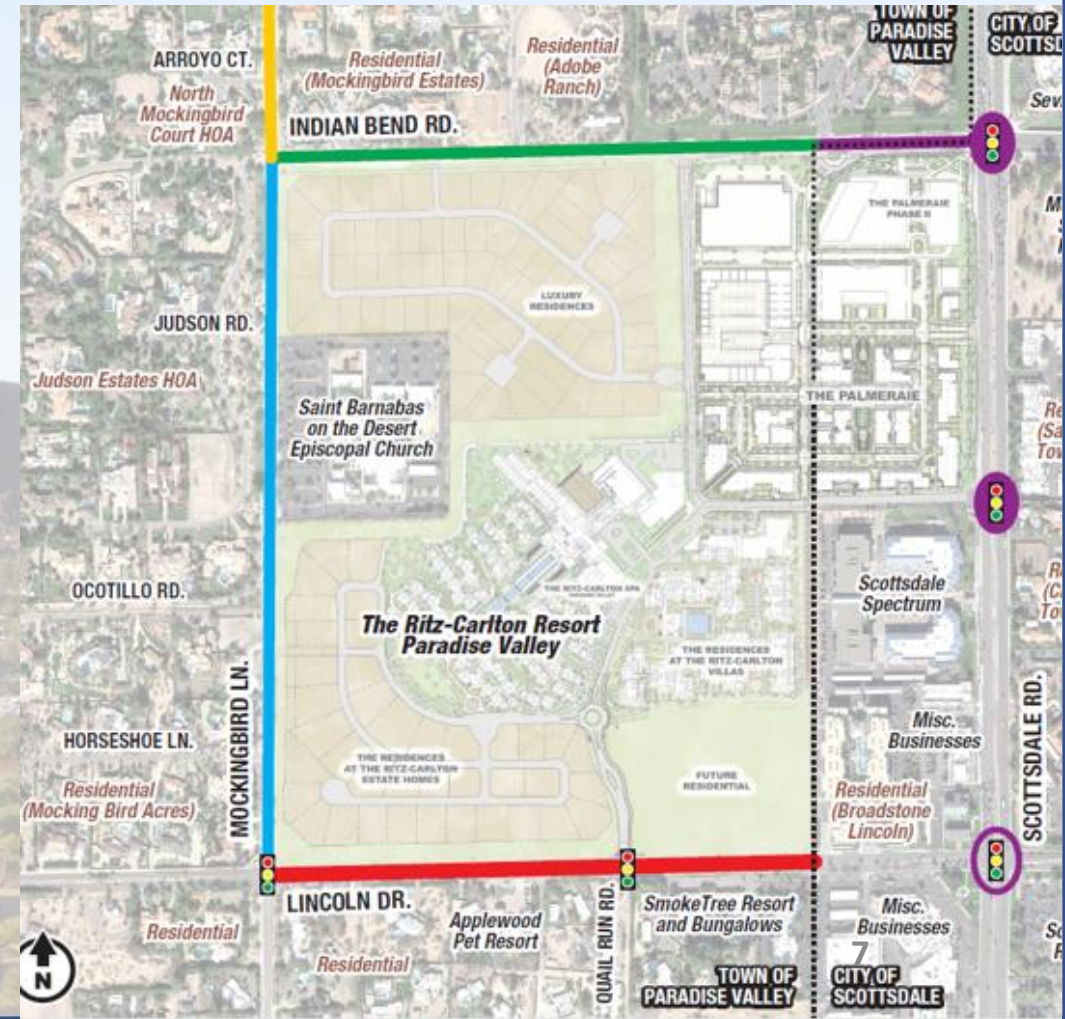 TOWN OF
PARADISE
VALLEY
CITY OF
SCOTTSD
ARROYO CT.
Residential
(Mockingbird Estates)
Residential
(Adobe
Ranch)
North
Mockingbird
Court HOA
INDIAN BEND RD.
THE PALMERAIE
PHASE II
LUXURY
RESIDENCES
JUDSON RD.
Judson Estates HOA
Saint Barnabas
on the Desert
Episcopal Church
THE PALMERAIE
OCOTILLO RD.
THE RITZ-CARLTON SPA
Scottsdale
Spectrum
The Ritz-Carlton Resort
Paradise Valley
THE RESIDENCES
AT THE RITZ-CARLTON
VILLAS
MOCKINGBIRD LN.
HORSESHOE LN.
Misc.
Businesses
SCOTTSDALE RD.
THE RESIDENCES
AT THE RITZ-CARLTON
ESTATE HOMES
FUTURE
RESIDENTIAL
Residential
(Mocking Bird Acres)
Residential
(Broadstone
Lincoln)
LINCOLN DR.
QUAIL RUN RD.
Applewood
Pet Resort
SmokeTree Resort
and Bungalows
Misc.
Businesses
Residential
Residential
7
N
TOWN OF
PARADISE VALLEY
CITY OF
SCOTTSDALE